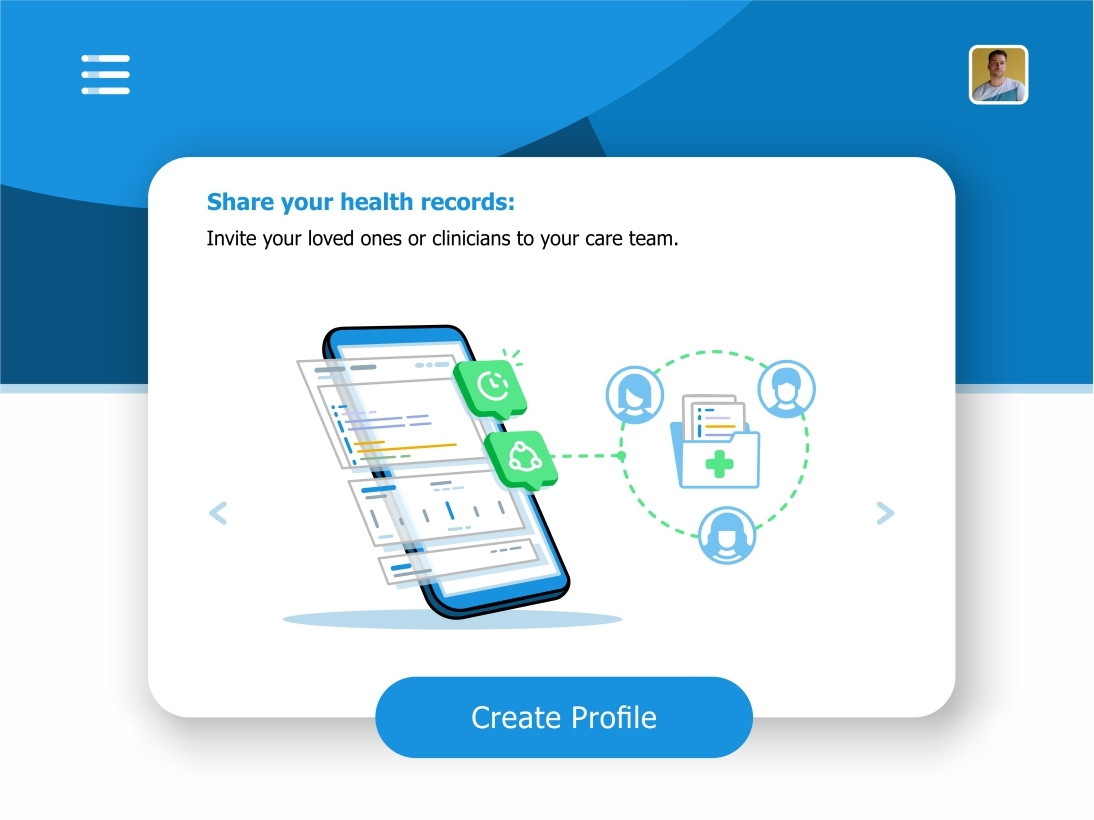 Share your health records:
Invite your loved ones or clinicians to your care team.
Create Profile